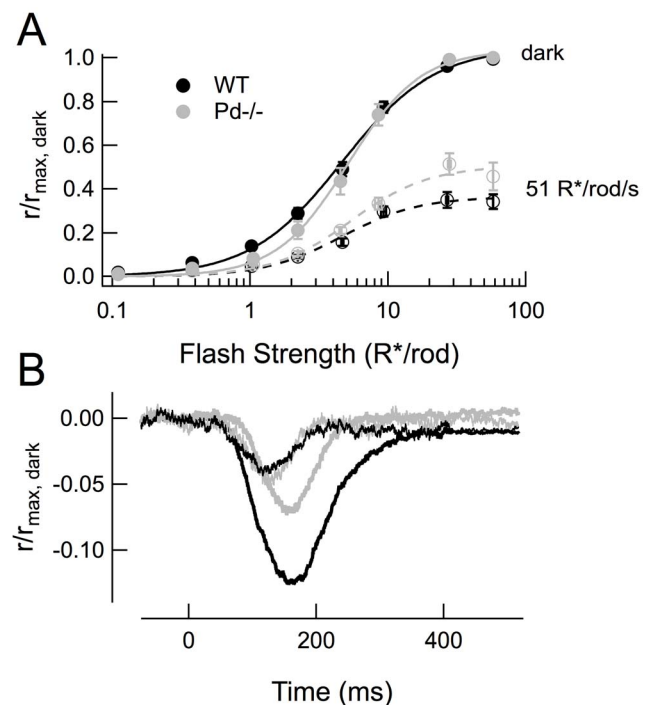 A
1.0
0.8
0.6
0.4
0.2
0.0
r/rmax, dark
WT
Pd-/-
dark
51 R*/rod/s
0.1
1
10
100
Flash Strength (R*/rod)
B
0.00
-0.05
-0.10
r/rmax, dark
0
200
400
Time (ms)